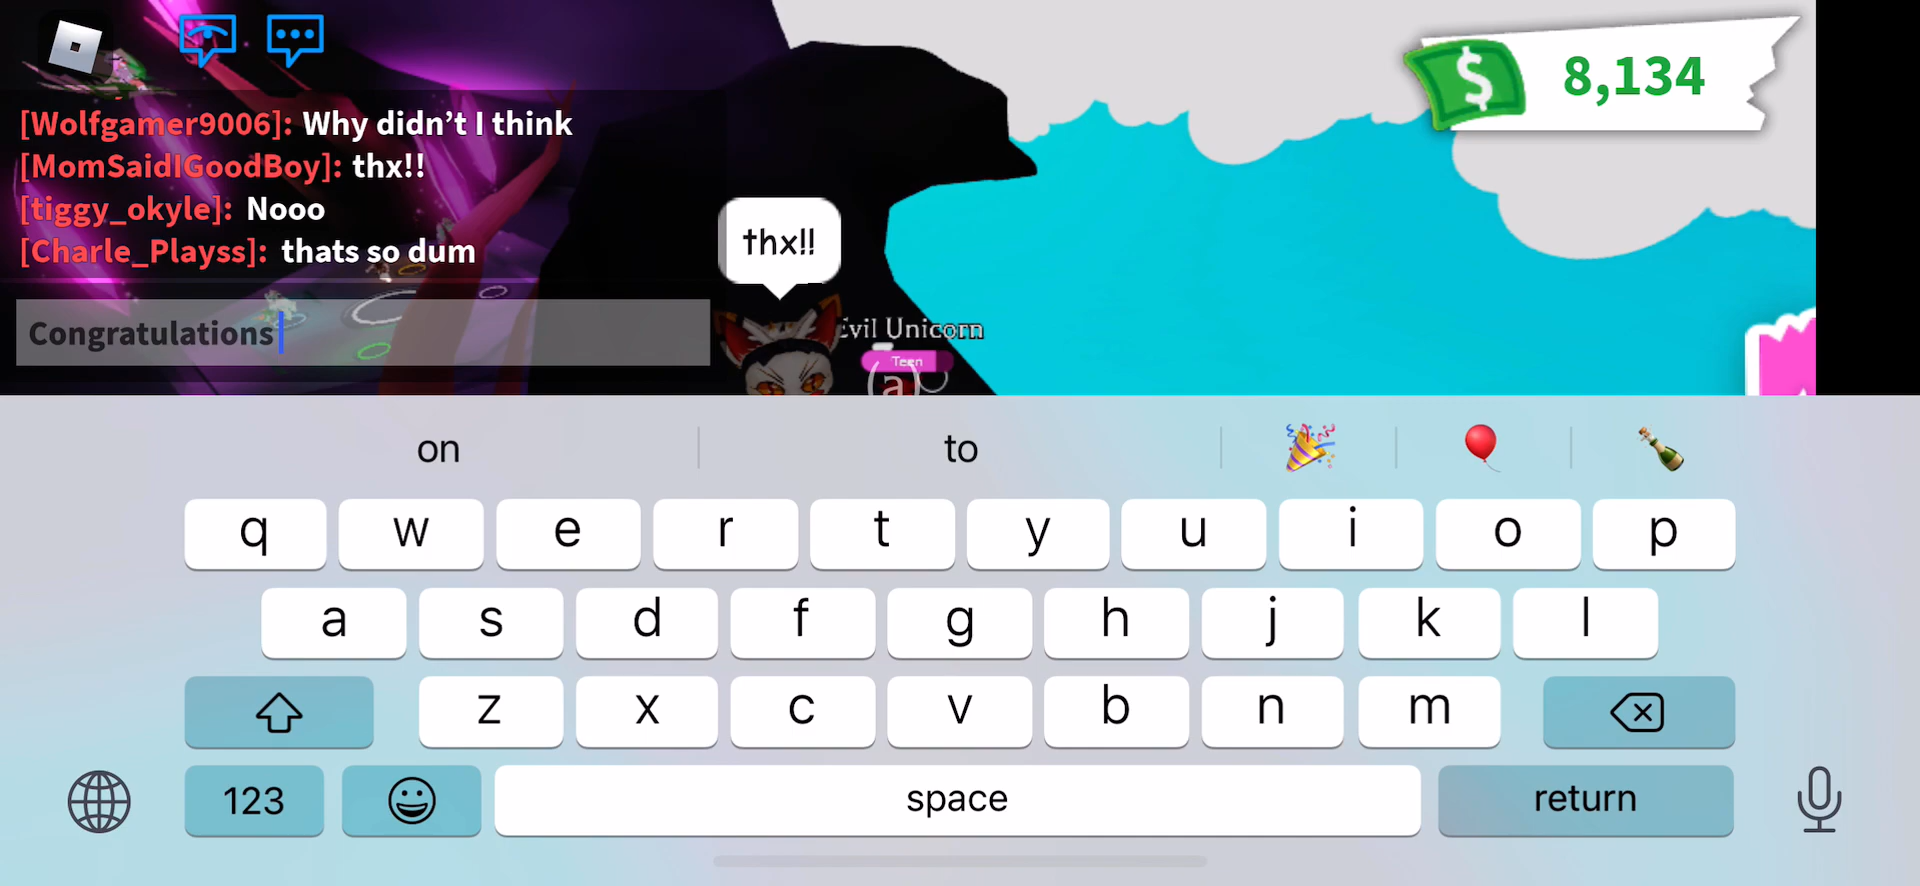 8,134
[Wolfgamer9006]: Why didn’t I think
[MomSaidIGoodBoy]: thx!!
[tiggy_okyle]: Nooo
[Charle_Playss]: thats so dum
thx!!
Congratulations
Evil Unicorn
Teen
(a)
on to
q w e r t y u i o p
a s d f g h j k l
z x c v b n m
123 space return